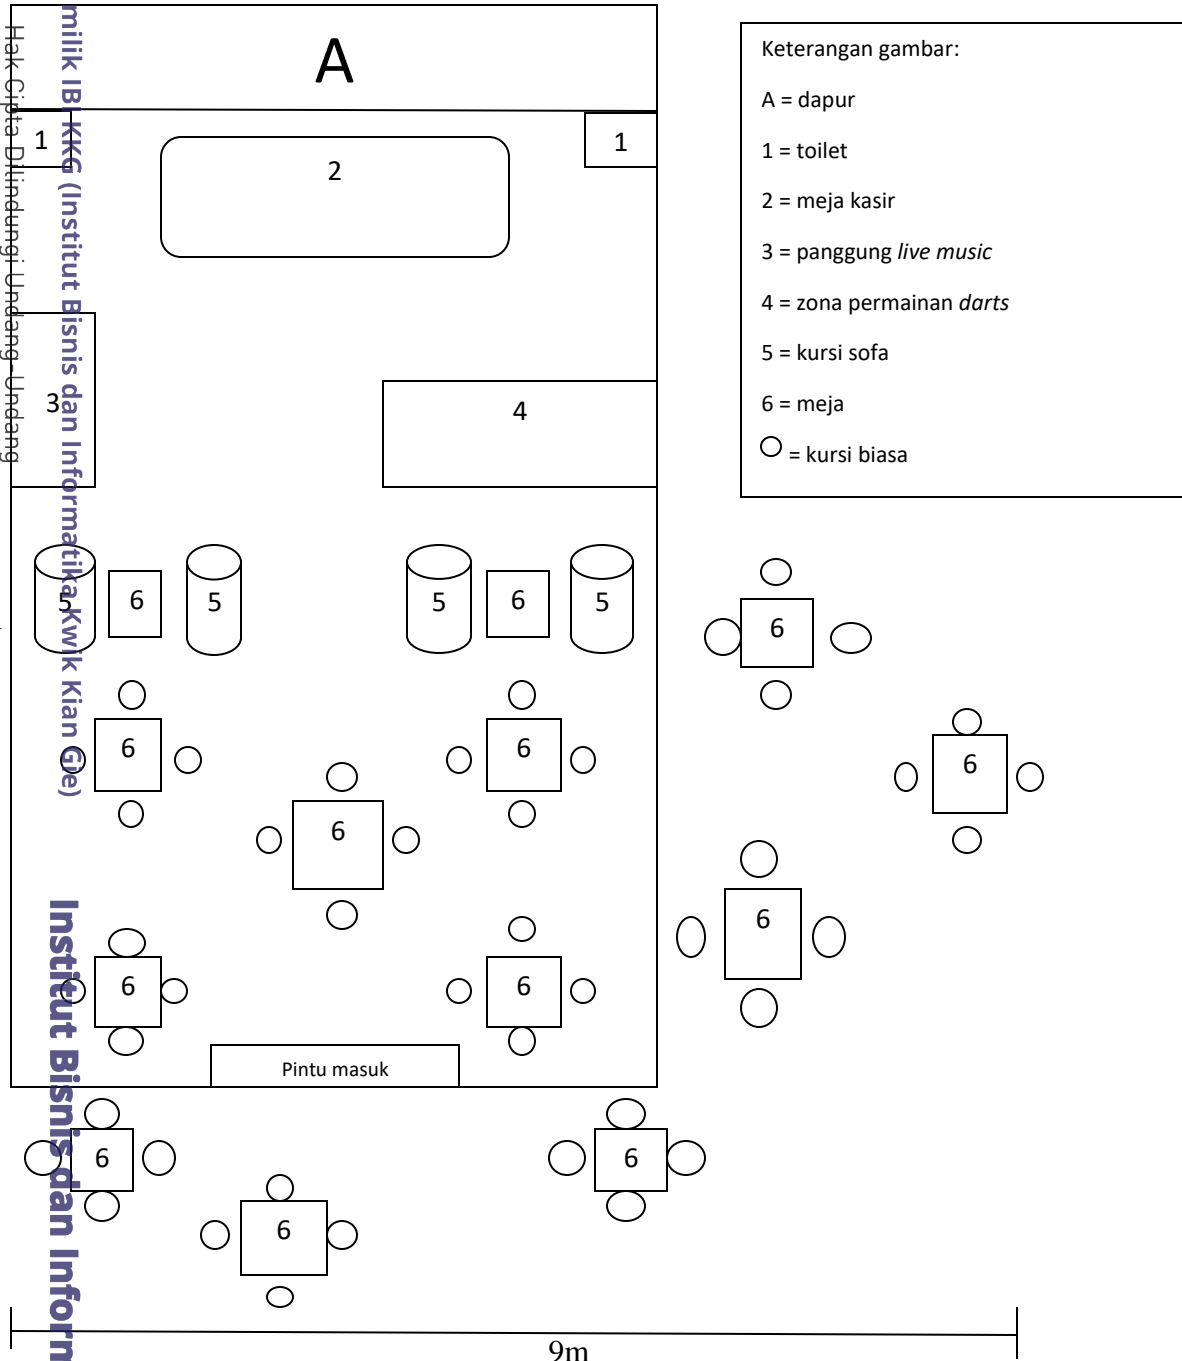 milik IBI KKG (Institut Bisnis dan Informatika Kwik Kian Gie)
Hak Cipta Dilindungi Undang-Undang
Institut Bisnis dan Inform
A
1
2
1
3
4
5
6
5
5
6
5
6
6
6
6
6
Pintu masuk
6
6
6
6
6
6
9m
Keterangan gambar:
A = dapur
1 = toilet
2 = meja kasir
3 = panggung live music
4 = zona permainan darts
5 = kursi sofa
6 = meja
= kursi biasa